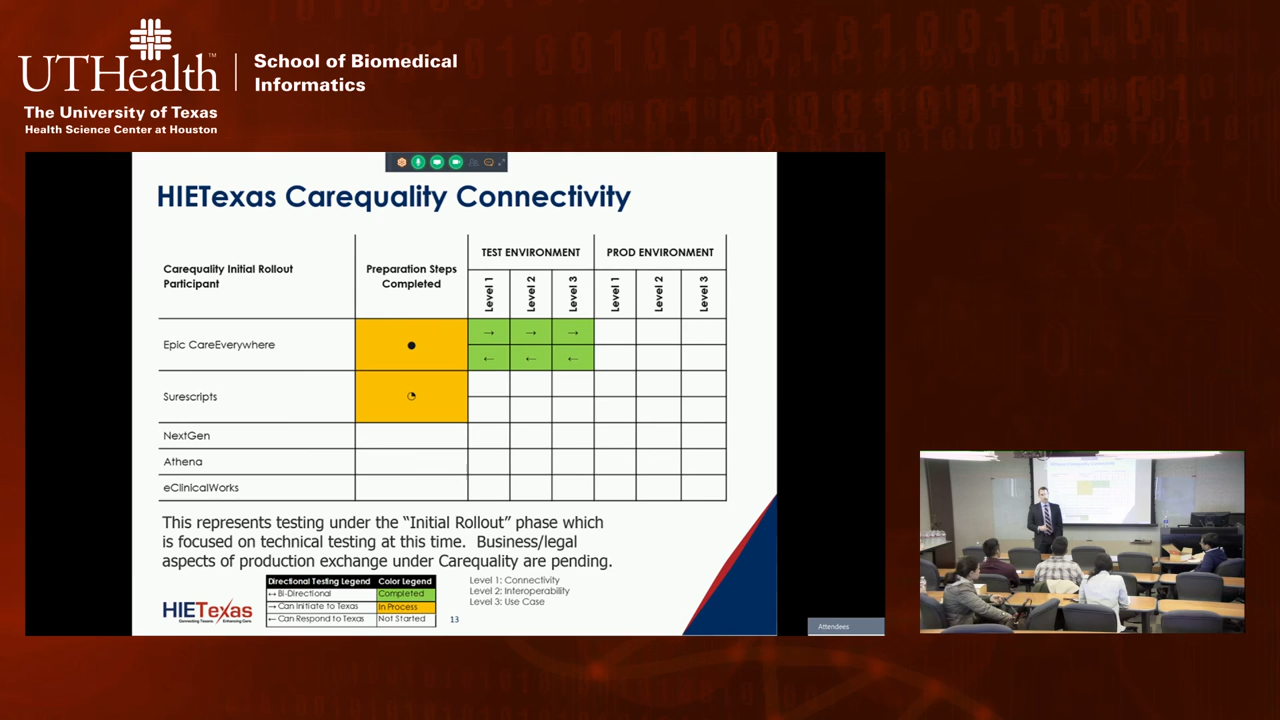 UTHealth™
School of Biomedical
Informatics
The University of Texas
Health Science Center at Houston
HIETexas Carequality Connectivity
Carequality Initial Rollout
Participant
Preparation Steps
Completed
TEST ENVIRONMENT
PROD ENVIRONMENT
Level 1
Level 2
Level 3
Level 1
Level 2
Level 3
Epic CareEverywhere
→ → →
← ← ←
Surescripts
NextGen
Athena
eClinicalWorks
This represents testing under the “Initial Rollout” phase which
is focused on technical testing at this time. Business/legal
aspects of production exchange under Carequality are pending.
Directional Testing Legend Color Legend
↔ Bi-Directional Completed
→ Can Initiate to Texas In Process
← Can Respond to Texas Not Started
Level 1: Connectivity
Level 2: Interoperability
Level 3: Use Case
HIETexas
Connecting Texans. Enhancing Care.
13
Attendees